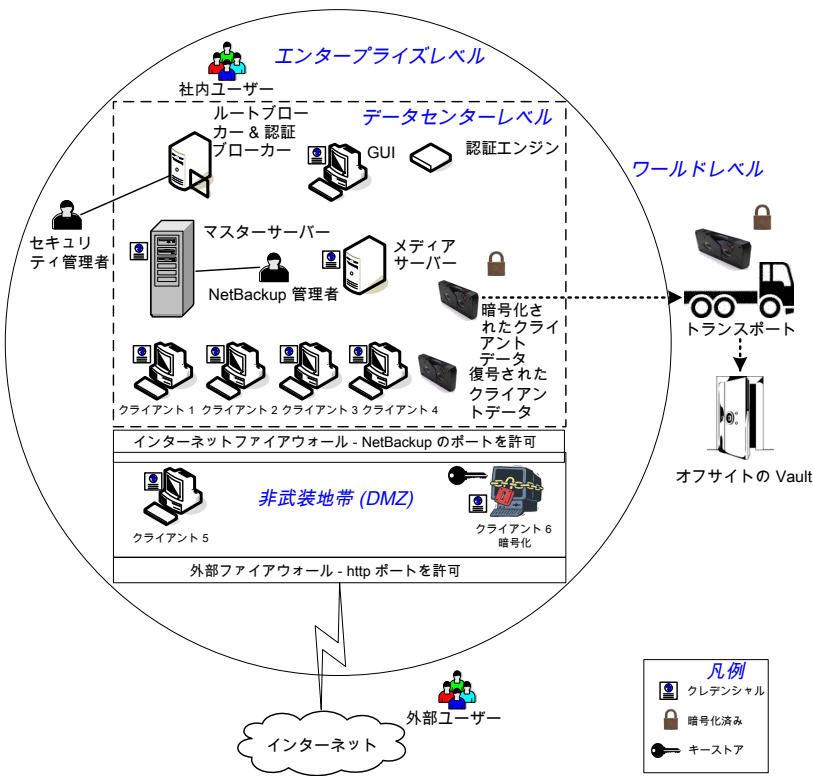 エンタープライズレベル
社内ユーザー
ルートブロー
カー & 認証
ブローカー
データセンターレベル
GUI
認証エンジン
ワールドレベル
セキュリ
ティ管理者
マスターサーバー
NetBackup 管理者
メディア
サーバー
暗号化さ
れたクライ
アント
データ
復号された
クライアン
トデータ
トランスポート
クライアント 1
クライアント 2
クライアント 3
クライアント 4
オフサイトの Vault
インターネットファイアウォール - NetBackup のポートを許可
非武装地帯 (DMZ)
クライアント 5
クライアント 6
暗号化
外部ファイアウォール - http ポートを許可
外部ユーザー
インターネット
凡例
クレデンシャル
暗号化済み
キーストア